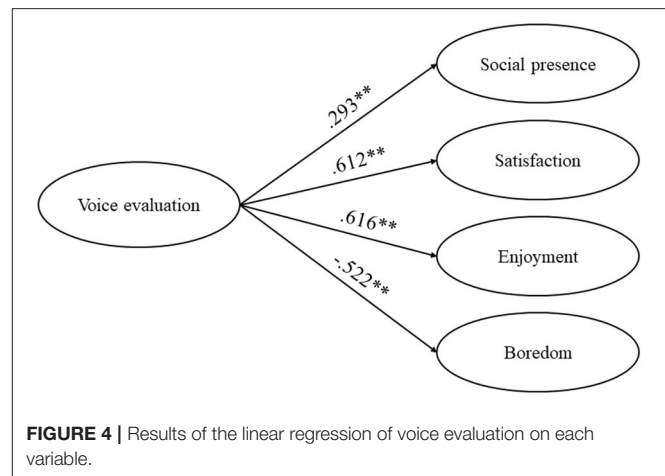 Social presence
.293**
.612**
Satisfaction
Voice evaluation
.616**
Enjoyment
-.522**
Boredom
FIGURE 4 | Results of the linear regression of voice evaluation on each
variable.